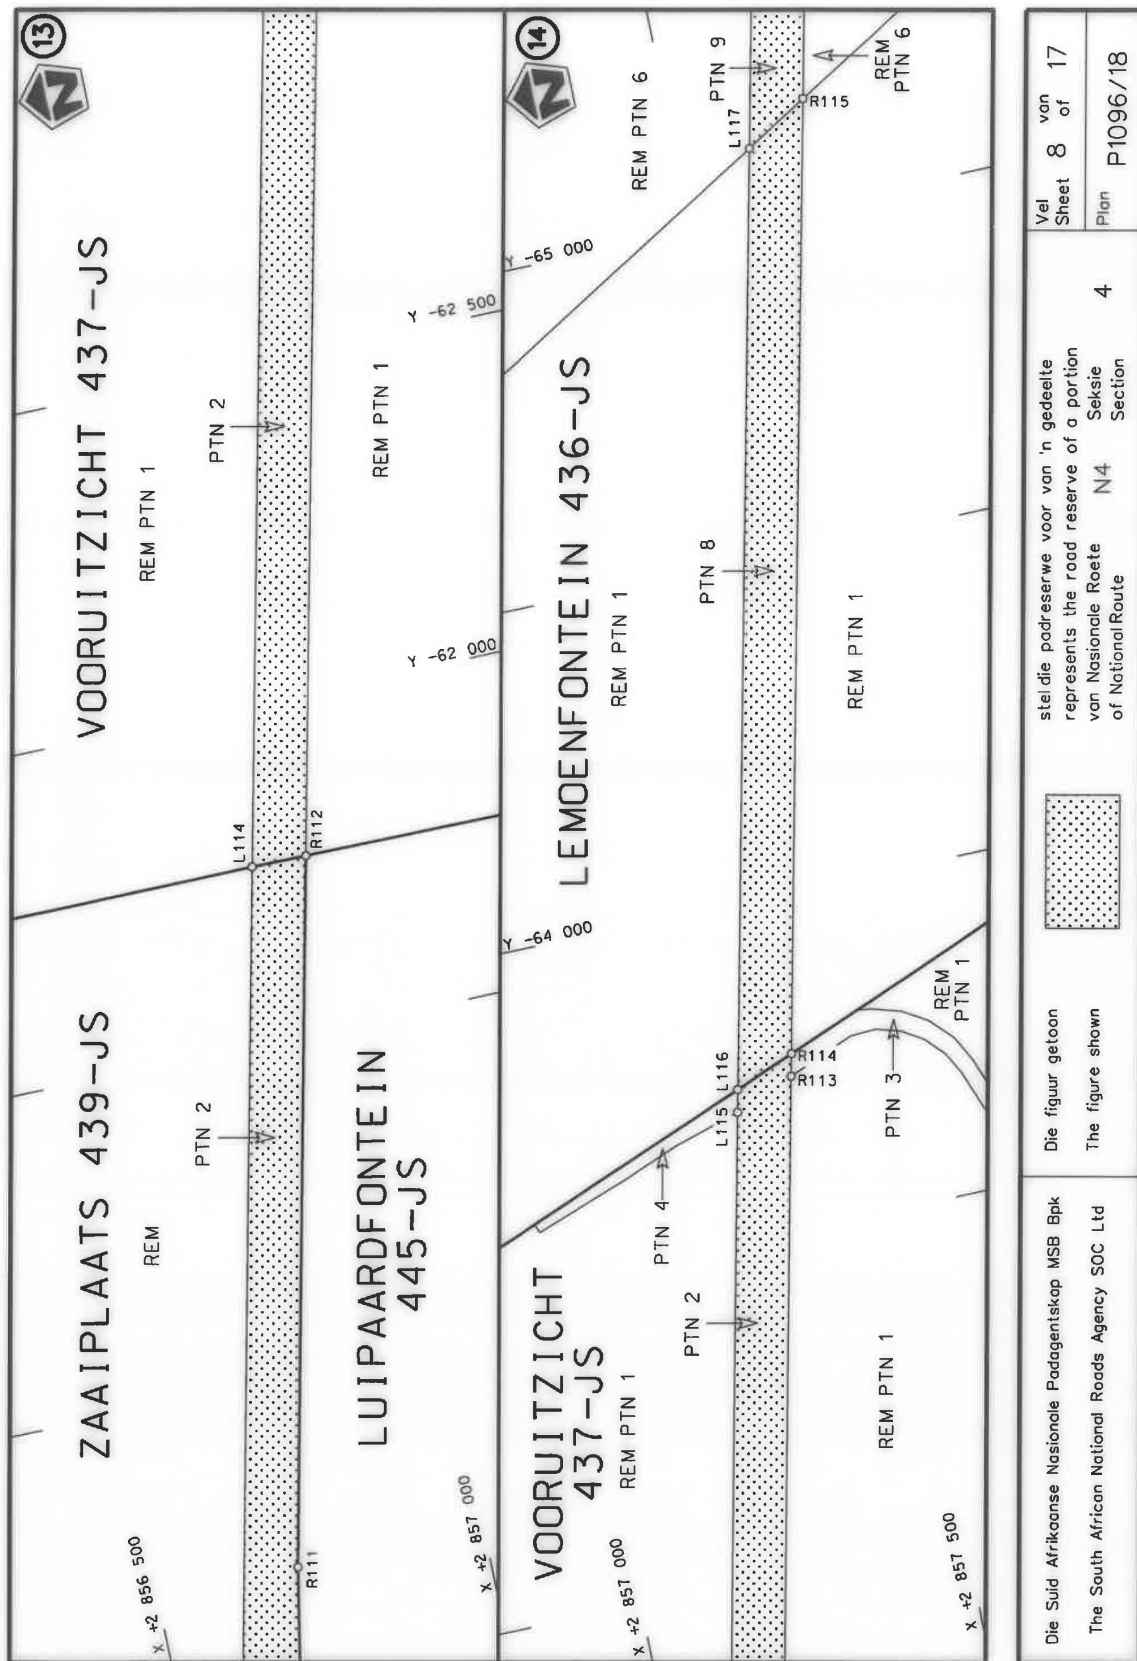 13
N
ZAAIPLAATS 439-JS
VOORUITZICHT 437-JS
REM
REM PTN 1
PTN 2
PTN 2
L114
X +2 856 500
R111
R112
LUIPAARDFONTEIN
445-JS
REM PTN 1
Y -62 000
Y -62 500
X +2 857 000
14
N
VOORUITZICHT
437-JS
REM PTN 1
LEMOENFONTEIN 436-JS
REM PTN 1
Y -64 000
Y -65 000
REM PTN 6
PTN 4
PTN 2
PTN 8
PTN 9
L115
L116
L117
X +2 857 000
R113
R114
R115
REM
PTN 6
REM PTN 1
PTN 3
REM
PTN 1
REM PTN 1
X +2 857 500
Die Suid Afrikaanse Nasionale Padagentskap MSB Bpk
The South African National Roads Agency SOC Ltd
Die figuur getoon
The figure shown
stel die padreserwe voor van 'n gedeelte
represents the road reserve of a portion
van Nasionale Roete N4 Seksie 4
of National Route Section
Vel 8 van 17
Sheet of
Plan P1096/18